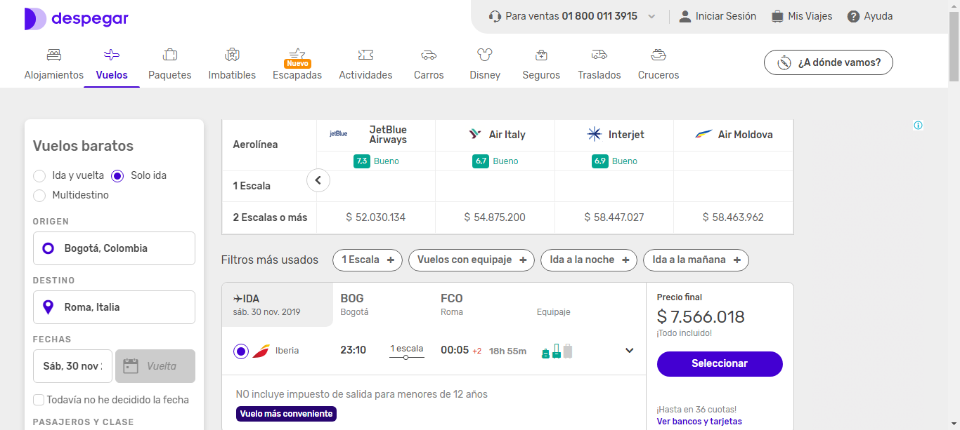 despegar
Para ventas 01 800 011 3915
Iniciar Sesión
Mis Viajes
Ayuda
Alojamientos
Vuelos
Paquetes
Imbatibles
Nuevo
Escapadas
Actividades
Carros
Disney
Seguros
Traslados
Cruceros
¿A dónde vamos?
Vuelos baratos
Ida y vuelta
Solo ida
Multidestino
ORIGEN
Bogotá, Colombia
DESTINO
Roma, Italia
FECHAS
Sáb, 30 nov
Vuelta
Todavía no he decidido la fecha
PASAJEROS Y CLASE
Aerolínea
jetBlue
JetBlue
Airways
Air Italy
Interjet
Air Moldova
7,3 Bueno
6,7 Bueno
6,9 Bueno
1 Escala
2 Escalas o más
$ 52.030.134
$ 54.875.200
$ 58.447.027
$ 58.463.962
Filtros más usados
1 Escala +
Vuelos con equipaje +
Ida a la noche +
Ida a la mañana +
IDA
sáb. 30 nov. 2019
BOG
Bogotá
FCO
Roma
Equipaje
Iberia
23:10
1 escala
00:05 +2
18h 55m
NO incluye impuesto de salida para menores de 12 años
Vuelo más conveniente
Precio final
$ 7.566.018
¡Todo incluido!
Seleccionar
¡Hasta en 36 cuotas!
Ver bancos y tarjetas